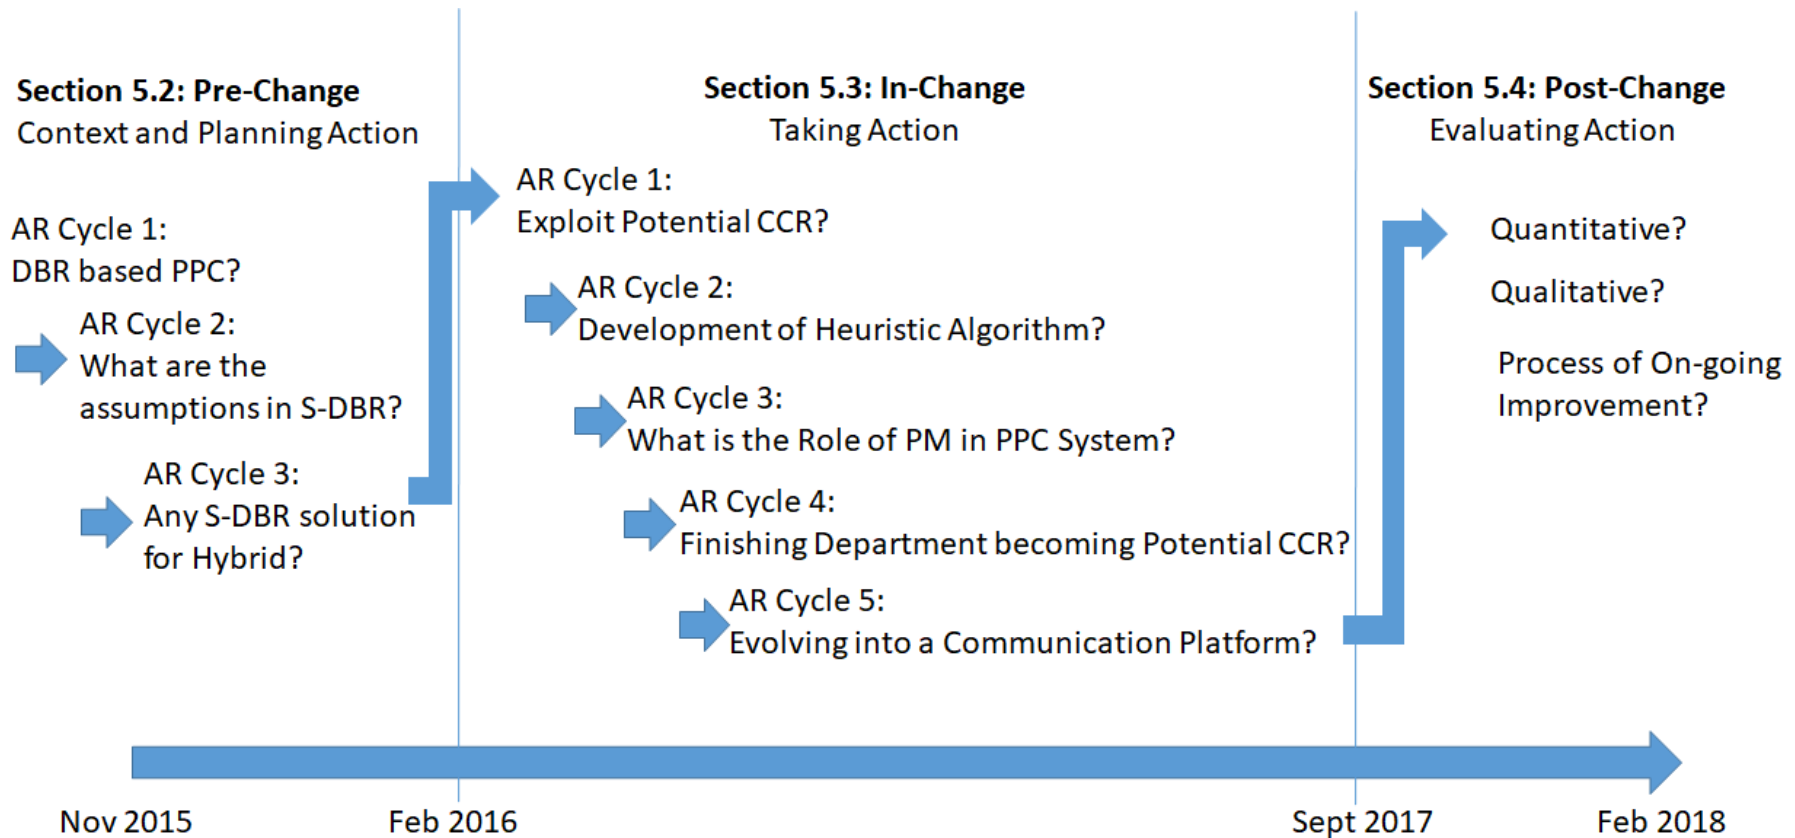 Section 5.2: Pre-Change
Context and Planning Action
AR Cycle 1:
DBR based PPC?
AR Cycle 2:
What are the
assumptions in S-DBR?
AR Cycle 3:
Any S-DBR solution
for Hybrid?
Section 5.3: In-Change
Taking Action
AR Cycle 1:
Exploit Potential CCR?
AR Cycle 2:
Development of Heuristic Algorithm?
AR Cycle 3:
What is the Role of PM in PPC System?
AR Cycle 4:
Finishing Department becoming Potential CCR?
AR Cycle 5:
Evolving into a Communication Platform?
Section 5.4: Post-Change
Evaluating Action
Quantitative?
Qualitative?
Process of On-going
Improvement?
Nov 2015
Feb 2016
Sept 2017
Feb 2018